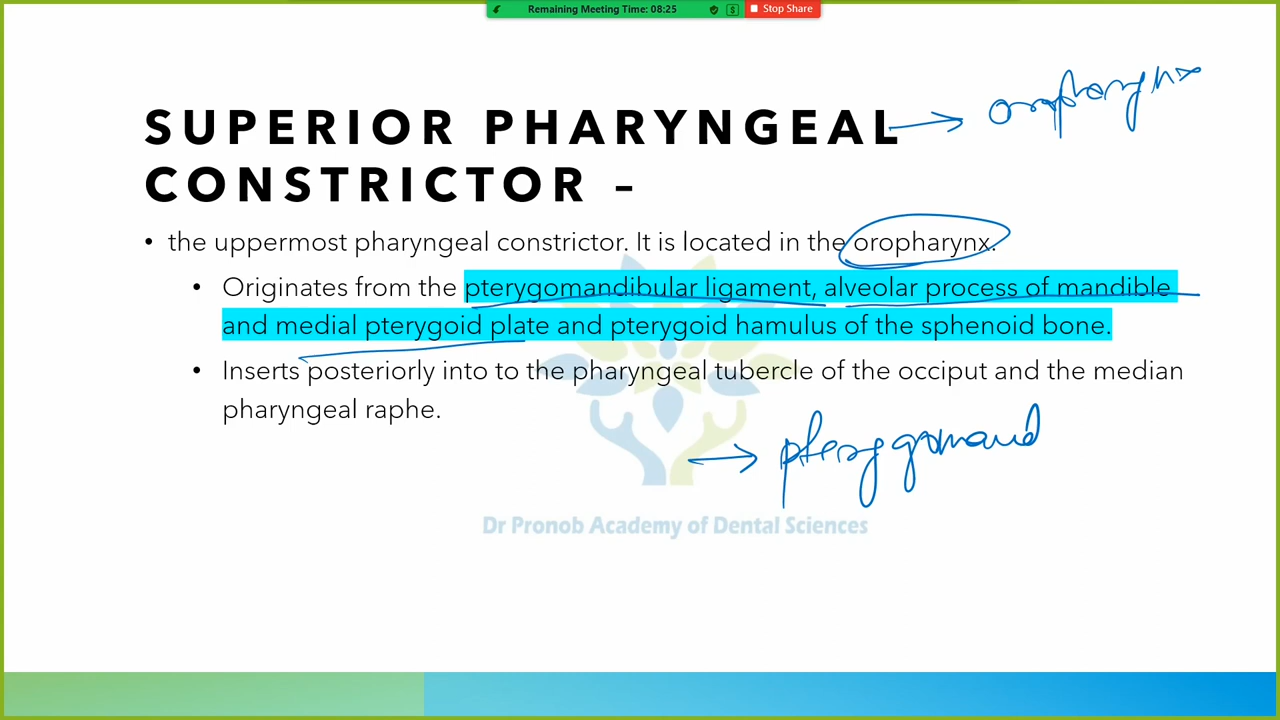 Remaining Meeting Time: 08:25
Stop Share
oropharynx
SUPERIOR PHARYNGEAL
CONSTRICTOR –
• the uppermost pharyngeal constrictor. It is located in the oropharynx.
• Originates from the pterygomandibular ligament, alveolar process of mandible
and medial pterygoid plate and pterygoid hamulus of the sphenoid bone.
• Inserts posteriorly into to the pharyngeal tubercle of the occiput and the median
pharyngeal raphe.
pterygomand
Dr Pronob Academy of Dental Sciences